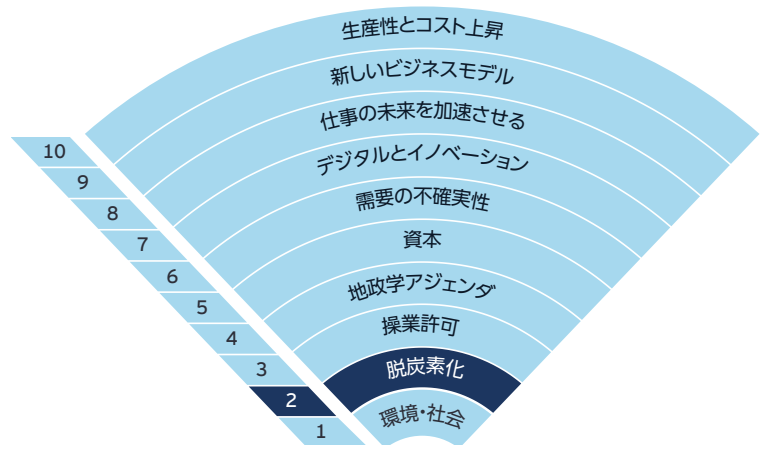 生産性とコスト上昇
新しいビジネスモデル
仕事の未来を加速させる
デジタルとイノベーション
需要の不確実性
資本
地政学アジェンダ
操業許可
脱炭素化
環境・社会
10
9
8
7
6
5
4
3
2
1